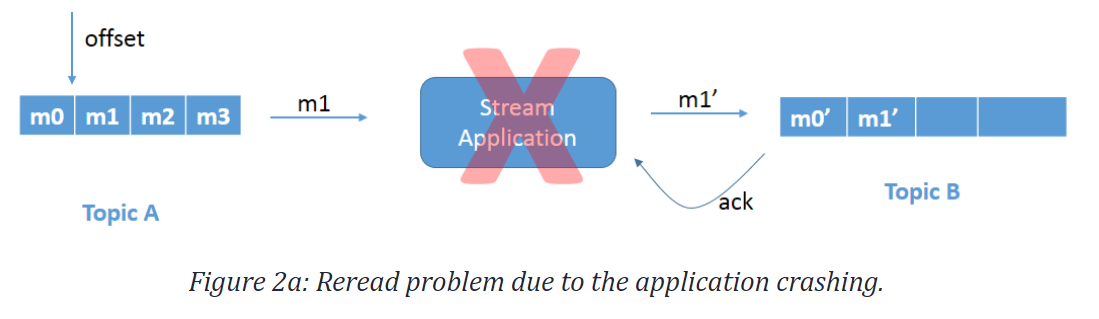 offset
m0 m1 m2 m3
m1
Stream
Application
m1’
m0’ m1’
ack
Topic A
Topic B
Figure 2a: Reread problem due to the application crashing.